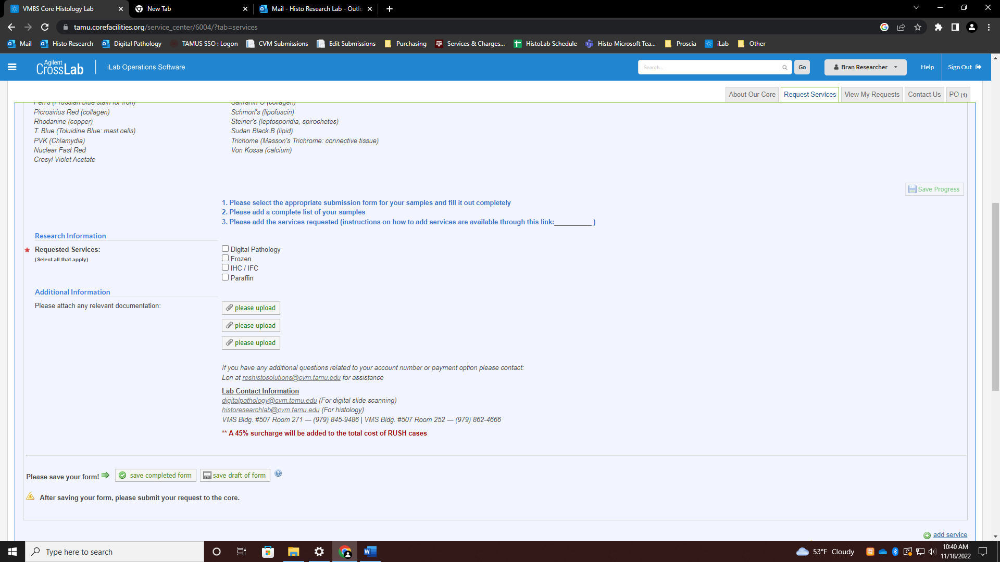 VMBS Core Histology Lab
New Tab
Mail - Histo Research Lab - Outlo
tamu.corefacilities.org/service_center/6004/?tab=services
Mail
Histo Research
Digital Pathology
TAMUS SSO : Logon
CVM Submissions
Edit Submissions
Purchasing
Services & Charges...
HistoLab Schedule
Histo Microsoft Tea...
Proscia
iLab
Other
Agilent
CrossLab
iLab Operations Software
Search...
Go
Bran Researcher
Help
Sign Out
About Our Core
Request Services
View My Requests
Contact Us
PO (1)
Perl's (Prussian blue stain for iron)
Safranin O (collagen)
Picrosirius Red (collagen)
Schmorl's (lipofuscin)
Rhodanine (copper)
Steiner's (leptosporidia, spirochetes)
T. Blue (Toluidine Blue: mast cells)
Sudan Black B (lipid)
PVK (Chlamydia)
Trichome (Masson's Trichrome: connective tissue)
Nuclear Fast Red
Von Kossa (calcium)
Cresyl Violet Acetate
Save Progress
1. Please select the appropriate submission form for your samples and fill it out completely
2. Please add a complete list of your samples
3. Please add the services requested (instructions on how to add services are available through this link:__________)
Research Information
Requested Services:
(Select all that apply)
Digital Pathology
Frozen
IHC / IFC
Paraffin
Additional Information
Please attach any relevant documentation:
please upload
please upload
please upload
If you have any additional questions related to your account number or payment option please contact:
Lori at reshistosolutions@cvm.tamu.edu for assistance
Lab Contact Information
digitalpathology@cvm.tamu.edu (For digital slide scanning)
historesearchlab@cvm.tamu.edu (For histology)
VMS Bldg. #507 Room 271 — (979) 845-9486 | VMS Bldg. #507 Room 252 — (979) 862-4666
** A 45% surcharge will be added to the total cost of RUSH cases
Please save your form!
save completed form
save draft of form
After saving your form, please submit your request to the core.
add service
Type here to search
53°F Cloudy
10:40 AM
11/18/2022